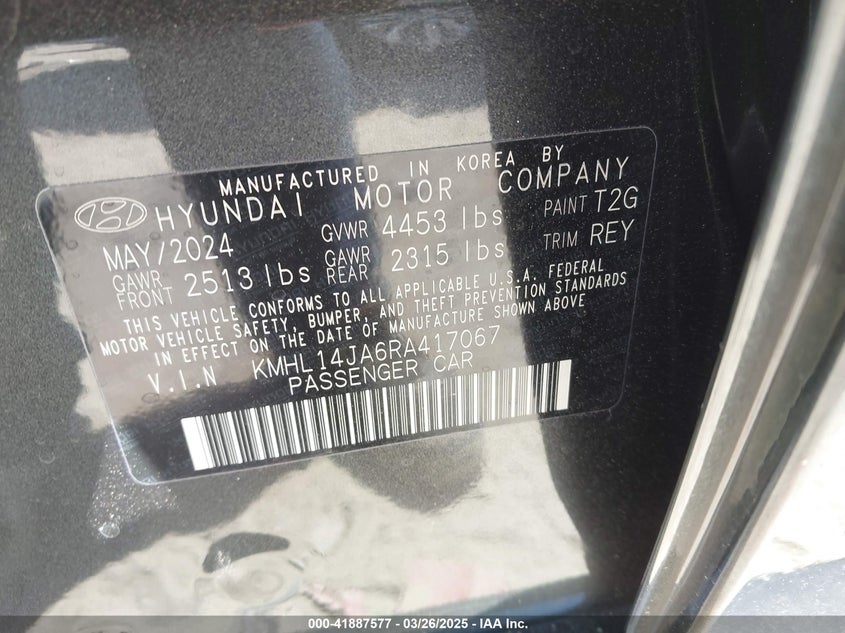 MANUFACTURED IN KOREA BY
HYUNDAI MOTOR COMPANY
MAY/2024 GVWR 4453 lbs PAINT T2G
GAWR FRONT 2513 lbs GAWR REAR 2315 lbs TRIM REY
THIS VEHICLE CONFORMS TO ALL APPLICABLE U.S.A. FEDERAL
MOTOR VEHICLE SAFETY, BUMPER, AND THEFT PREVENTION STANDARDS
IN EFFECT ON THE DATE OF MANUFACTURE SHOWN ABOVE
V.I.N KMHL14JA6RA417067
PASSENGER CAR
000-41887577 - 03/26/2025 - IAA Inc.